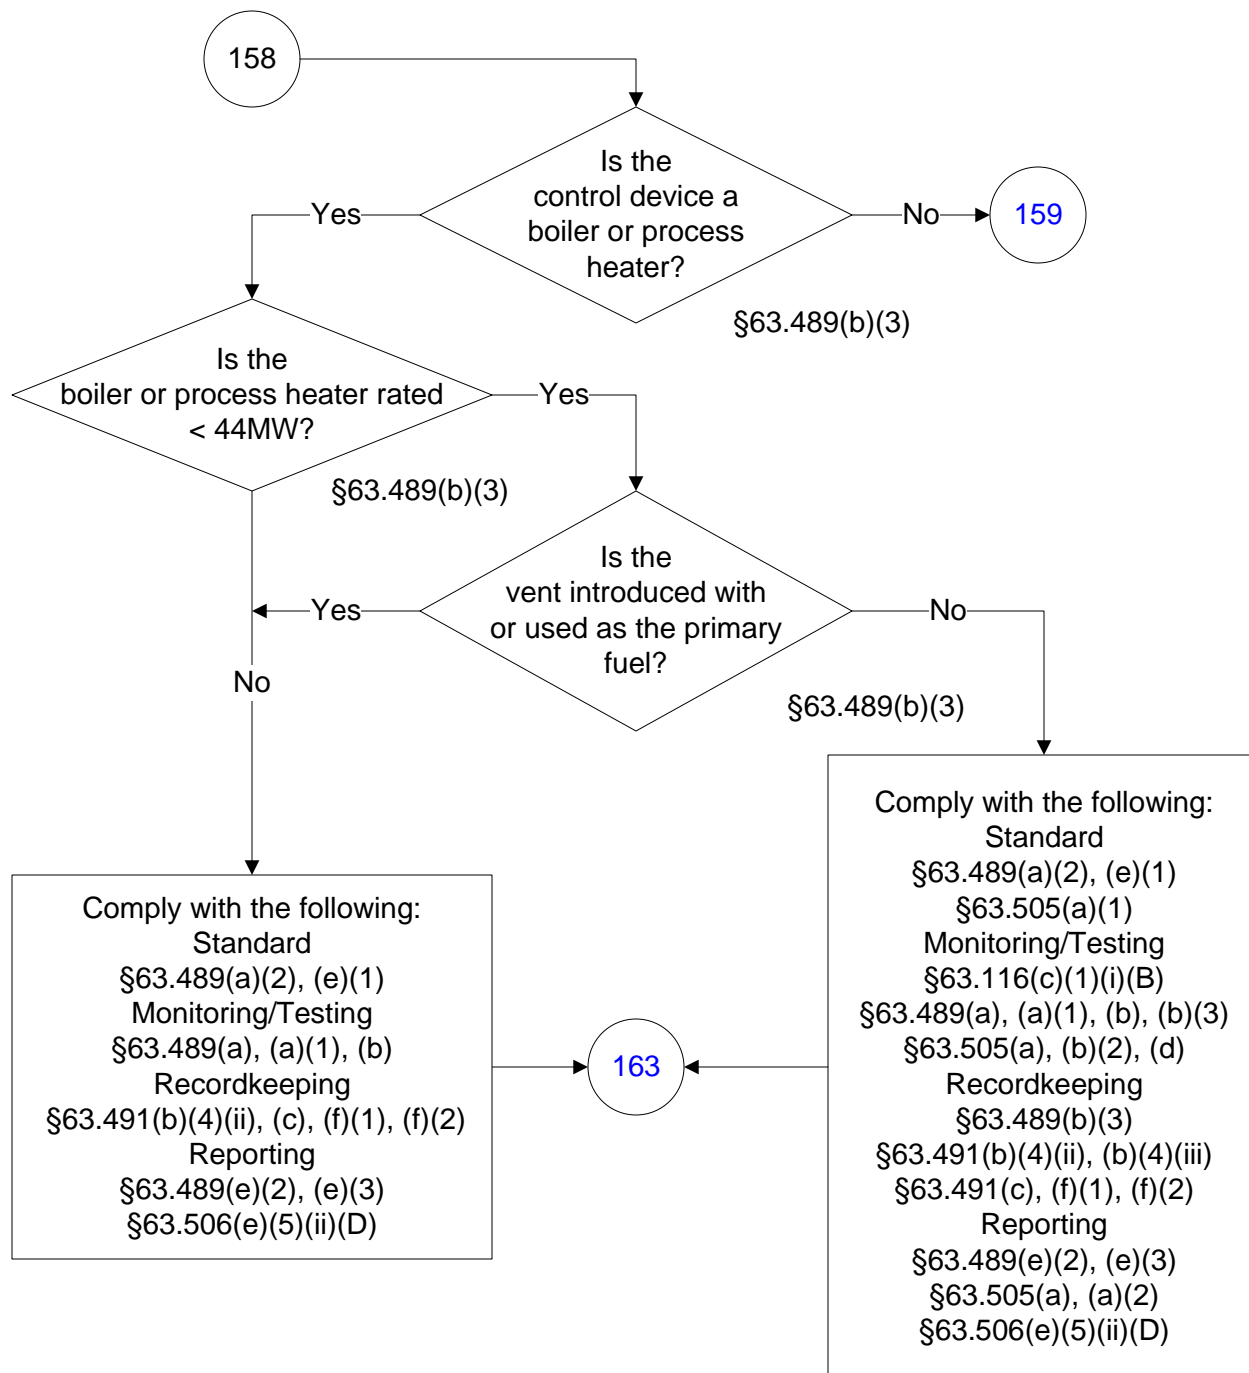 158
Is the
control device a
boiler or process
heater?
Yes
No
159
§63.489(b)(3)
Is the
boiler or process heater rated
< 44MW?
Yes
§63.489(b)(3)
No
Is the
vent introduced with
or used as the primary
fuel?
Yes
No
§63.489(b)(3)
Comply with the following:
Standard
§63.489(a)(2), (e)(1)
Monitoring/Testing
§63.489(a), (a)(1), (b)
Recordkeeping
§63.491(b)(4)(ii), (c), (f)(1), (f)(2)
Reporting
§63.489(e)(2), (e)(3)
§63.506(e)(5)(ii)(D)
163
Comply with the following:
Standard
§63.489(a)(2), (e)(1)
§63.505(a)(1)
Monitoring/Testing
§63.116(c)(1)(i)(B)
§63.489(a), (a)(1), (b), (b)(3)
§63.505(a), (b)(2), (d)
Recordkeeping
§63.489(b)(3)
§63.491(b)(4)(ii), (b)(4)(iii)
§63.491(c), (f)(1), (f)(2)
Reporting
§63.489(e)(2), (e)(3)
§63.505(a), (a)(2)
§63.506(e)(5)(ii)(D)